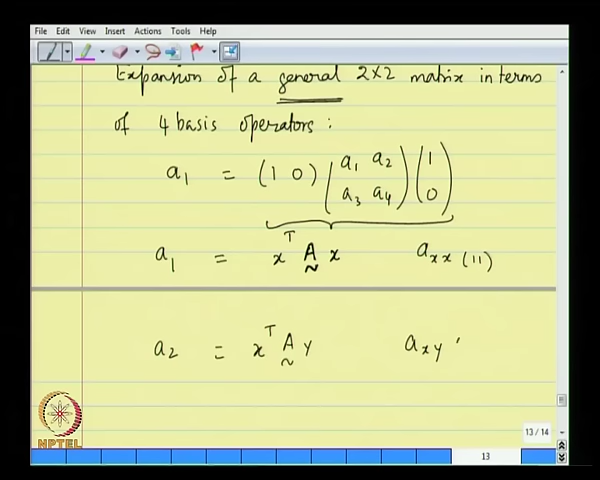 File Edit View Insert Actions Tools Help
Expansion of a general 2×2 matrix in terms
of 4 basis operators :
a₁ = (1 0) (a₁ a₂ a₃ a₄) (1 0)
a₁ = xᵀ A x aₓₓ (11)
a₂ = xᵀ A y a_xy
13 / 14
NPTEL
13